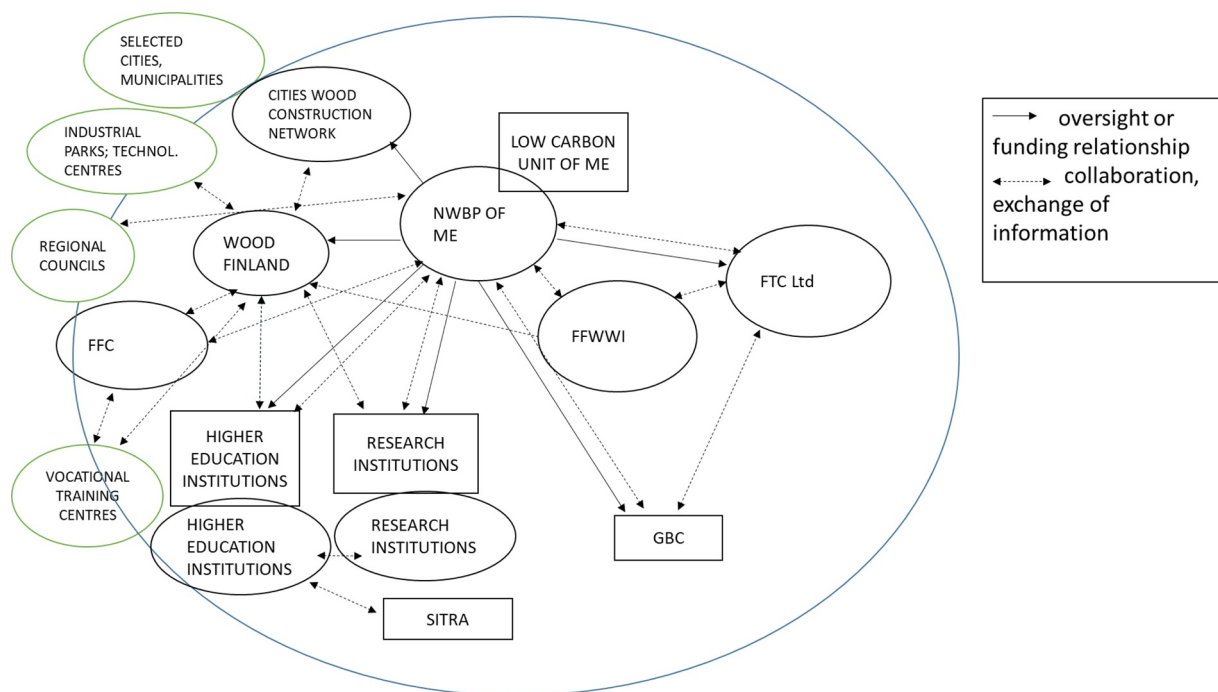 SELECTED
CITIES,
MUNICIPALITIES
CITIES WOOD
CONSTRUCTION
NETWORK
INDUSTRIAL
PARKS; TECHNOL.
CENTRES
LOW CARBON
UNIT OF ME
NWBP OF
ME
REGIONAL
COUNCILS
WOOD
FINLAND
FTC Ltd
FFC
FFWWI
HIGHER
EDUCATION
INSTITUTIONS
RESEARCH
INSTITUTIONS
VOCATIONAL
TRAINING
CENTRES
HIGHER
EDUCATION
INSTITUTIONS
RESEARCH
INSTITUTIONS
GBC
SITRA
oversight or
funding relationship
collaboration,
exchange of
information